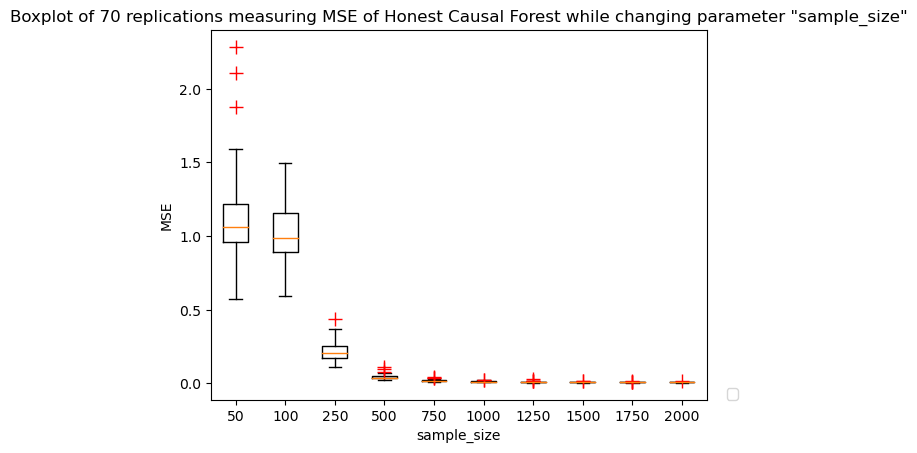 Boxplot of 70 replications measuring MSE of Honest Causal Forest while changing parameter "sample_size"
MSE
2.0
1.5
1.0
0.5
0.0
50 100 250 500 750 1000 1250 1500 1750 2000
sample_size